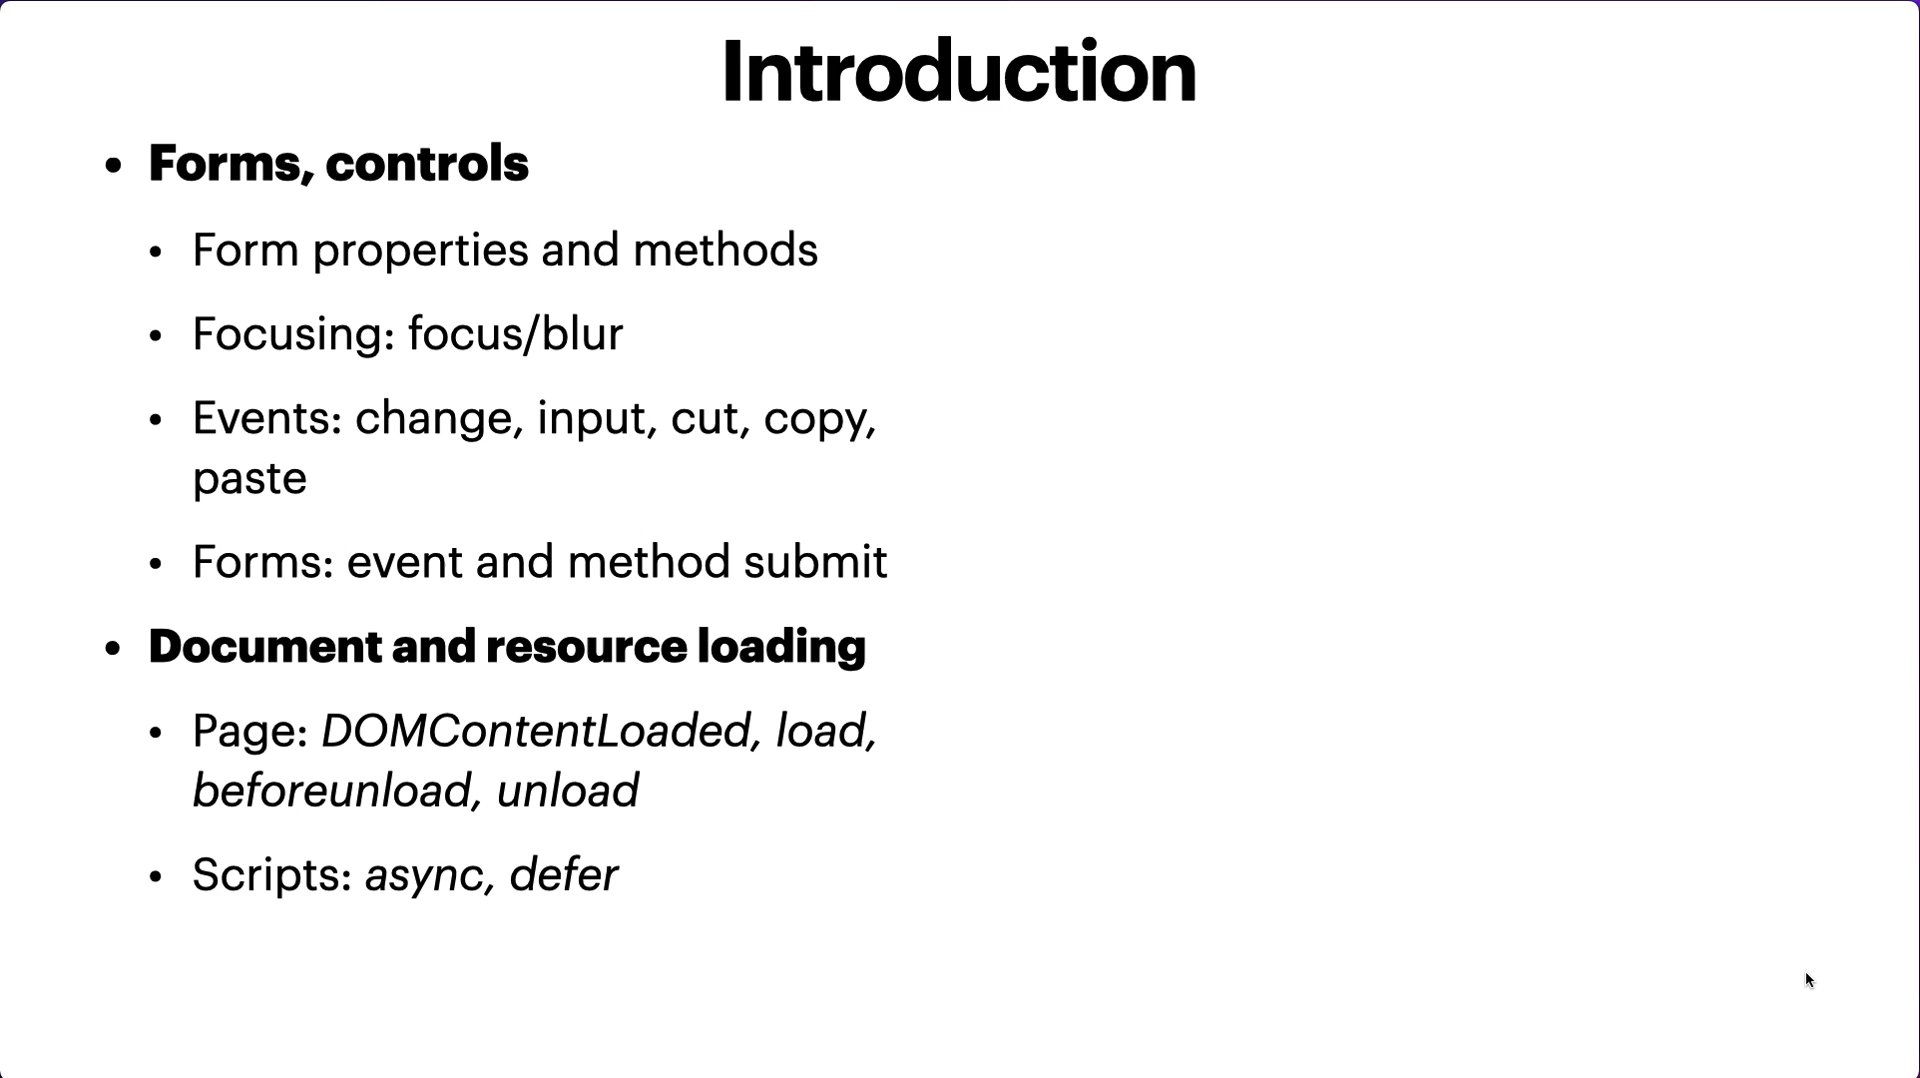 Introduction
• Forms, controls
• Form properties and methods
• Focusing: focus/blur
• Events: change, input, cut, copy,
paste
• Forms: event and method submit
• Document and resource loading
• Page: DOMContentLoaded, load,
beforeunload, unload
• Scripts: async, defer